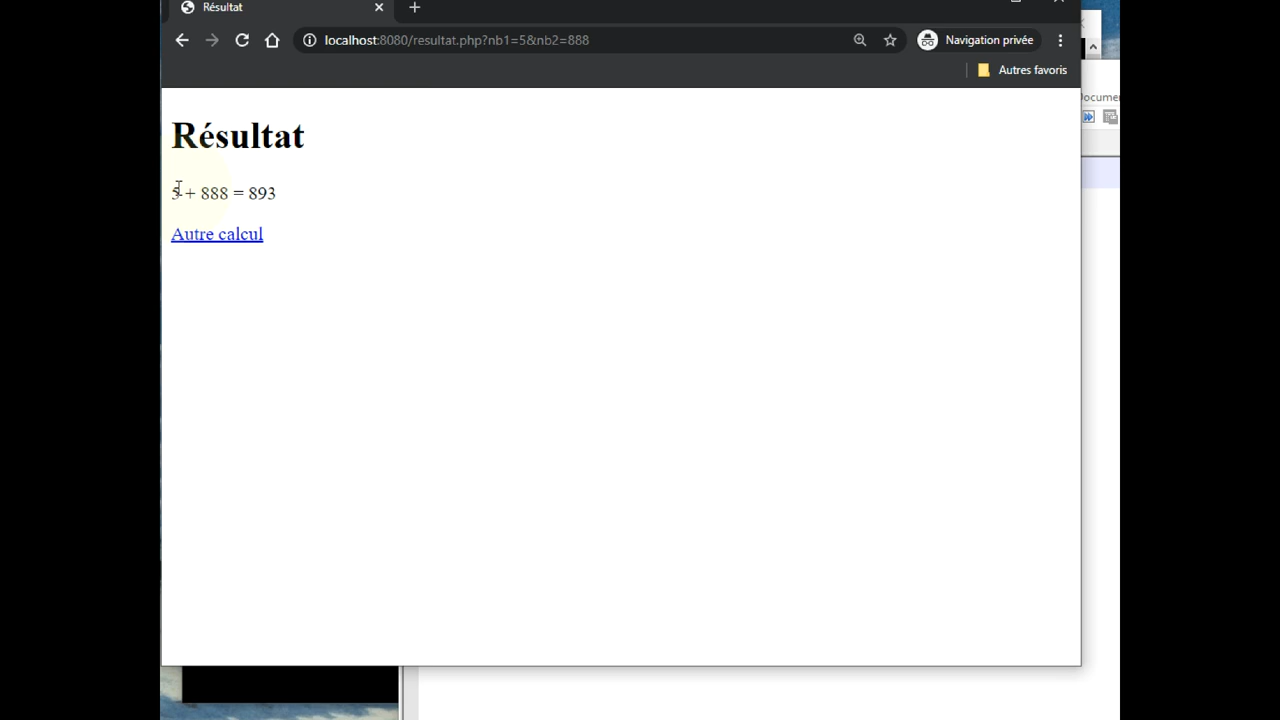 Résultat
localhost:8080/resultat.php?nb1=5&nb2=888
Navigation privée
Autres favoris
Résultat
5 + 888 = 893
Autre calcul